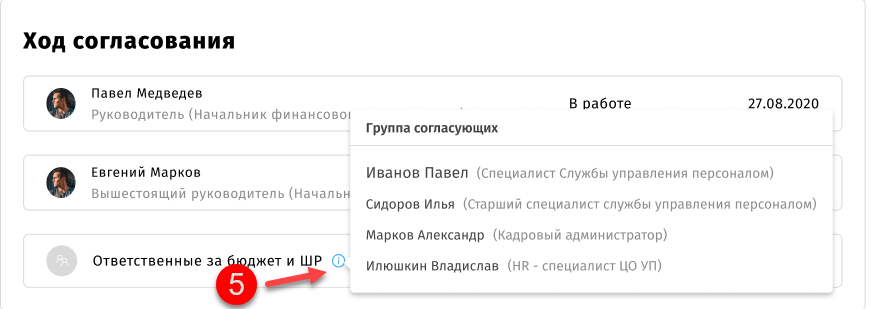 Ход согласования
Павел Медведев
Руководитель (Начальник финансово
В работе
27.08.2020
Группа согласующих
Евгений Марков
Вышестоящий руководитель (Начальн
Иванов Павел (Специалист Службы управления персоналом)
Сидоров Илья (Старший специалист службы управления персоналом)
Марков Александр (Кадровый администратор)
Илюшкин Владислав (HR - специалист ЦО УП)
Ответственные за бюджет и ШР
5